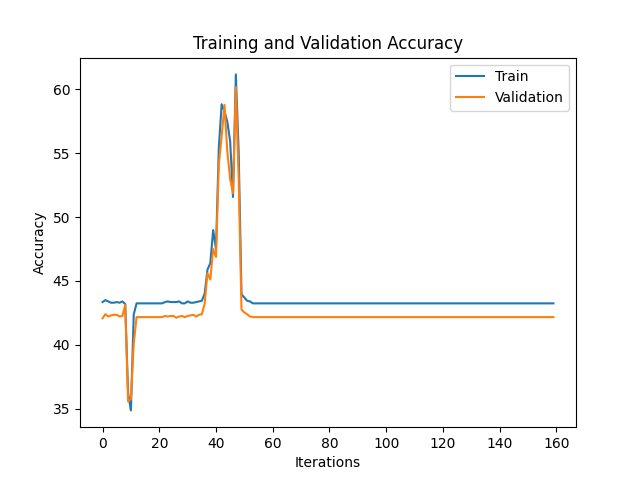 Training and Validation Accuracy
Train
Validation
Accuracy
60
55
50
45
40
35
0 20 40 60 80 100 120 140 160
Iterations